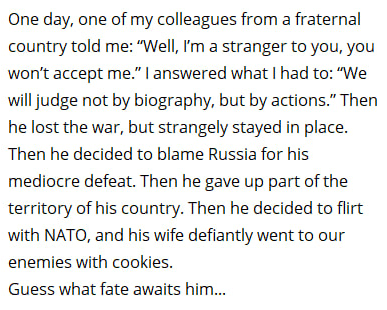 One day, one of my colleagues from a fraternal
country told me: “Well, I’m a stranger to you, you
won’t accept me.” I answered what I had to: “We
will judge not by biography, but by actions.” Then
he lost the war, but strangely stayed in place.
Then he decided to blame Russia for his
mediocre defeat. Then he gave up part of the
territory of his country. Then he decided to flirt
with NATO, and his wife defiantly went to our
enemies with cookies.
Guess what fate awaits him...